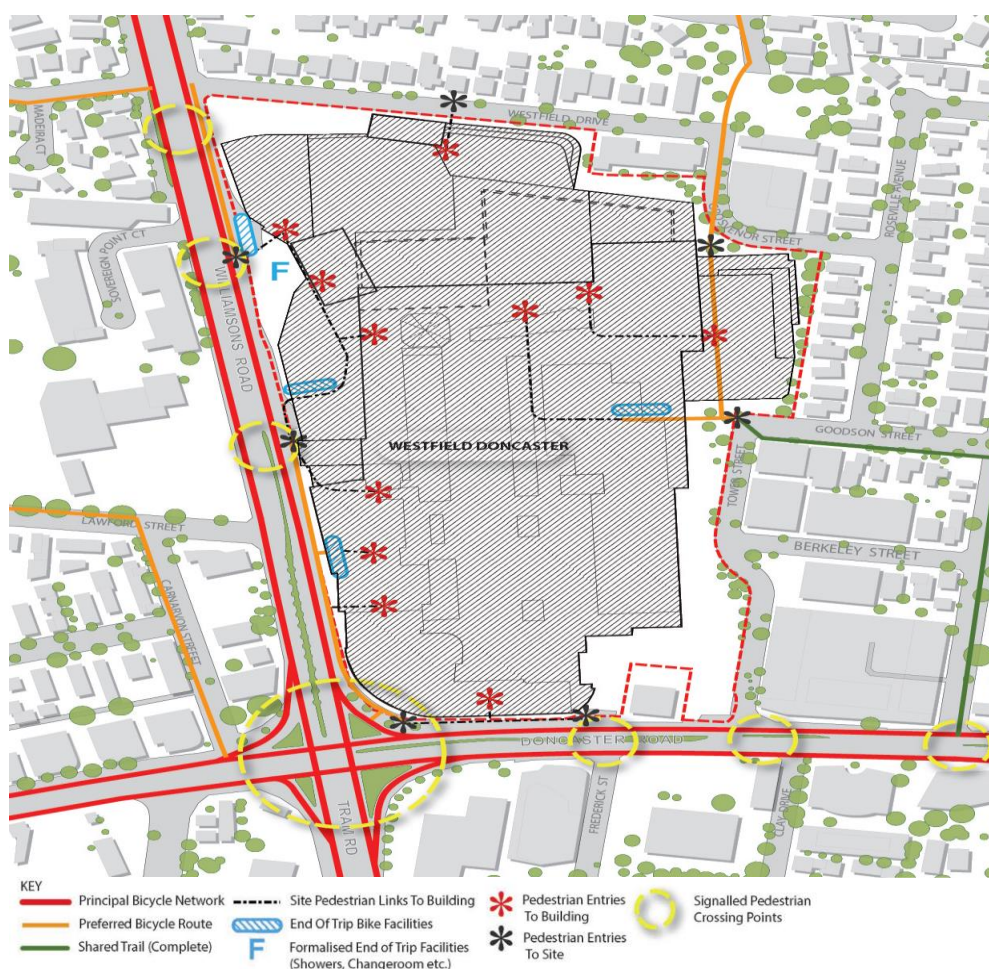 MADEIRA CT
WESTFIELD DRIVE
ROSEVILLE AVENUE
SOVEREIGN POINT CT
F
WILLIAMSONS ROAD
WESTFIELD DONCASTER
GOODSON STREET
TOWER STREET
LAWFORD STREET
BERKELEY STREET
CARNARVON STREET
DONCASTER ROAD
TRAM RD
FREDERICK ST
CLAY DRIVE
KEY
Principal Bicycle Network
Preferred Bicycle Route
Shared Trail (Complete)
Site Pedestrian Links To Building
End Of Trip Bike Facilities
F
Formalised End of Trip Facilities
(Showers, Changeroom etc.)
Pedestrian Entries
To Building
Pedestrian Entries
To Site
Signalled Pedestrian
Crossing Points